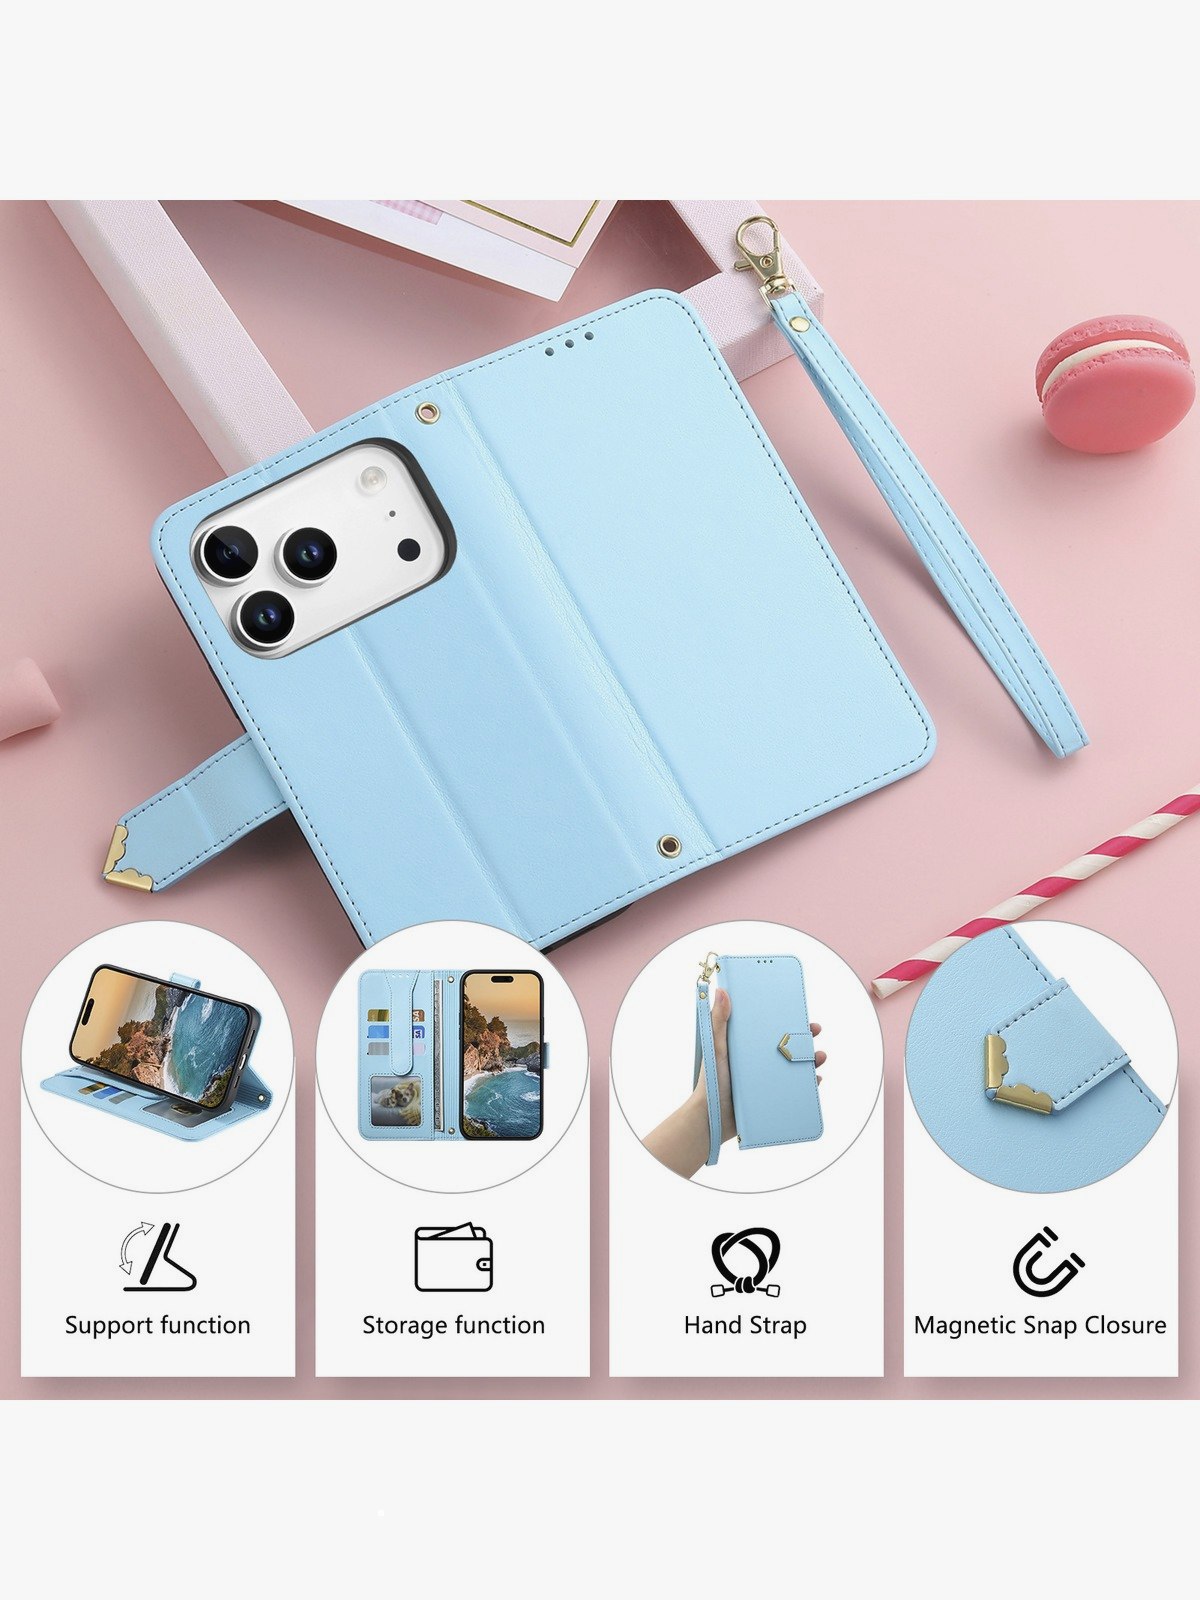 Support function
Storage function
Hand Strap
Magnetic Snap Closure